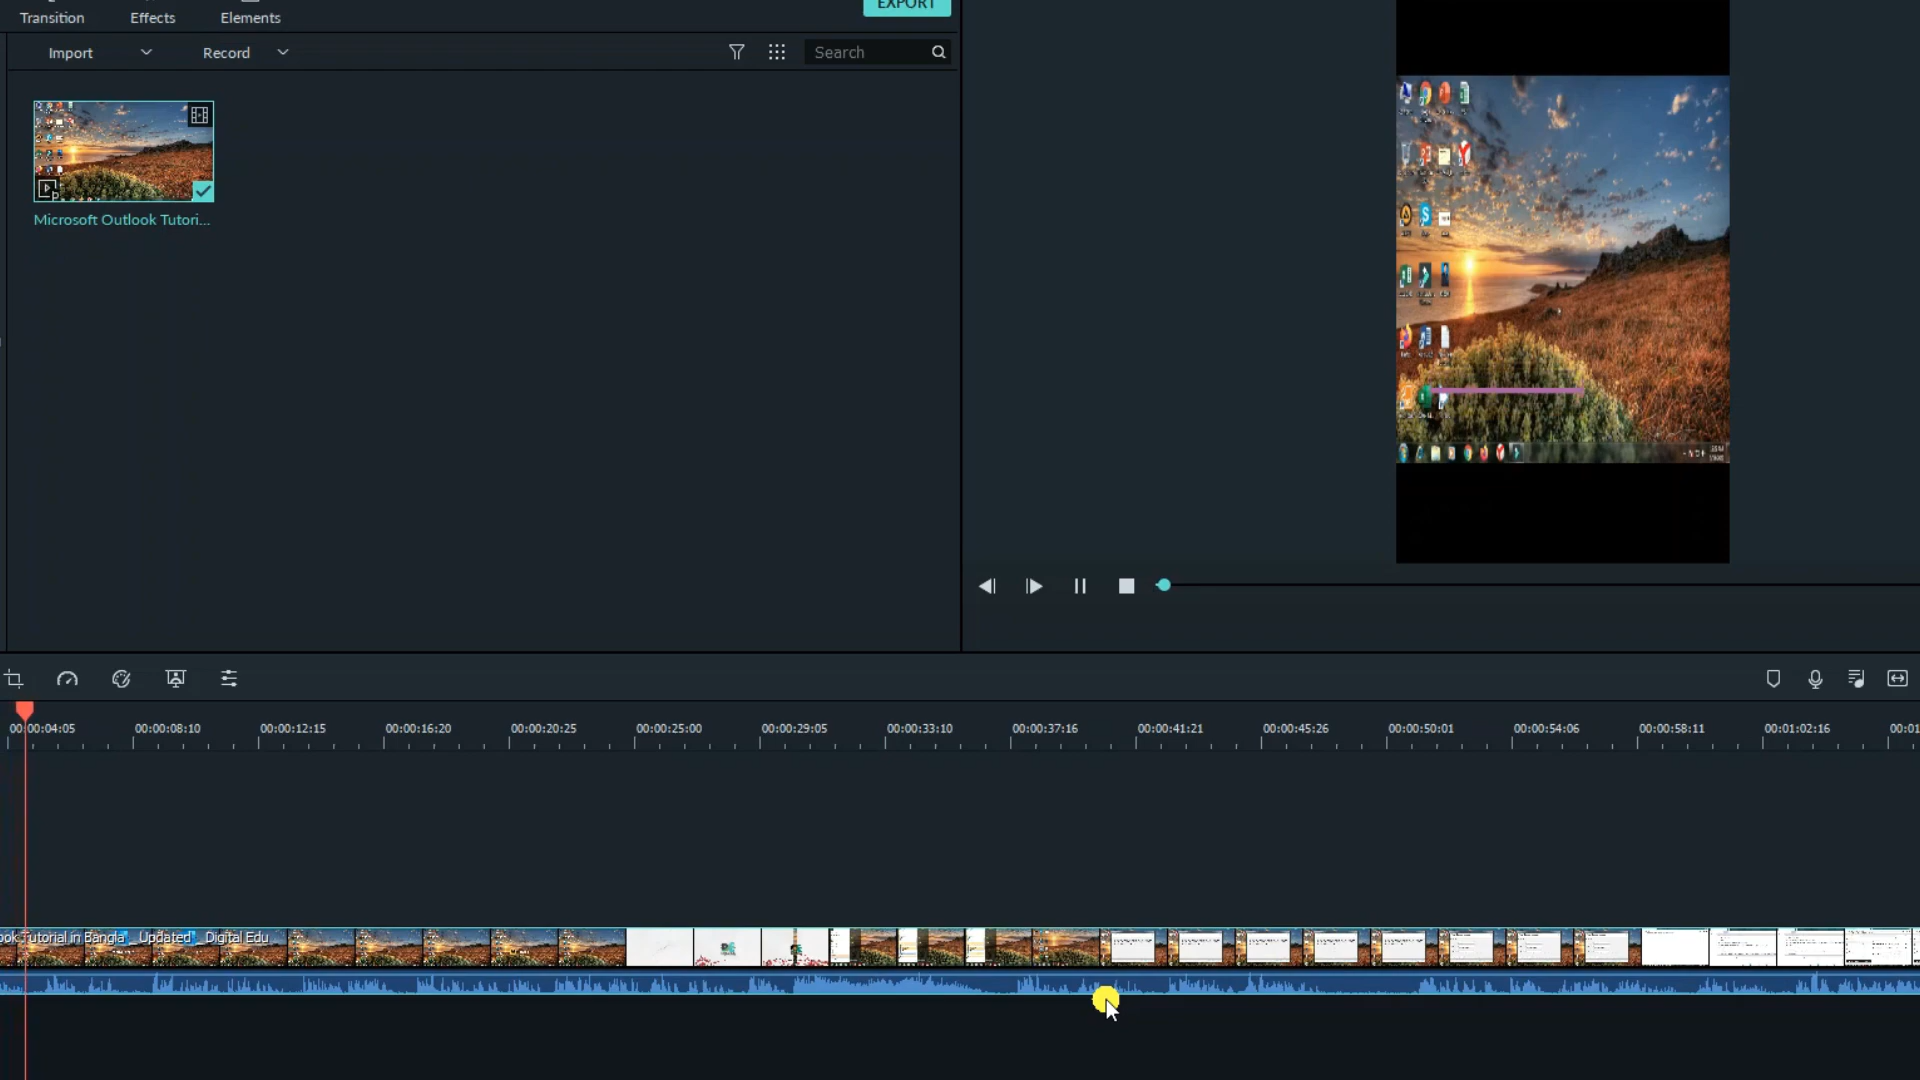 EXPORT
Transition Effects Elements
Import Record Search
Microsoft Outlook Tutori...
00:00:04:05 00:00:08:10 00:00:12:15 00:00:16:20 00:00:20:25 00:00:25:00 00:00:29:05 00:00:33:10 00:00:37:16 00:00:41:21 00:00:45:26 00:00:50:01 00:00:54:06 00:00:58:11 00:01:02:16 00:01
ook Tutorial in Bangla _ Updated _ Digital Edu